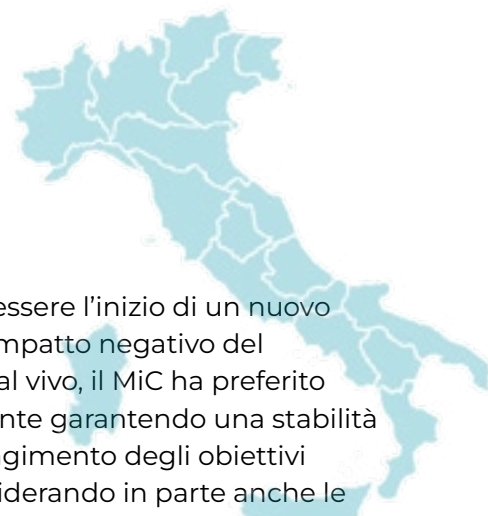 essere l’inizio di un nuovo
mpatto negativo del
al vivo, il MiC ha preferito
nte garantendo una stabilità
ngimento degli obiettivi
iderando in parte anche le